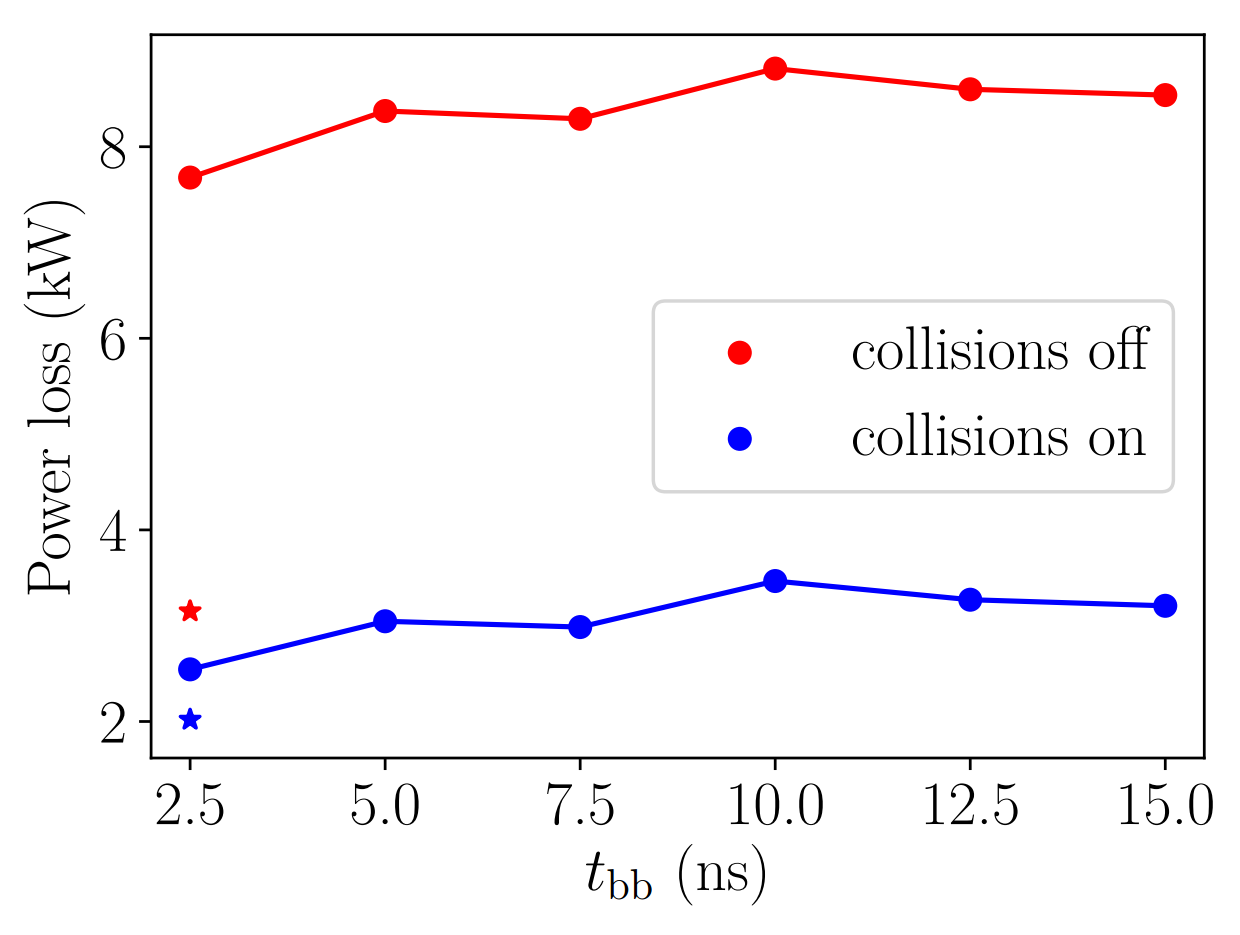 Power loss (kW)
8
6
4
2
collisions off
collisions on
2.5 5.0 7.5 10.0 12.5 15.0
t_bb (ns)